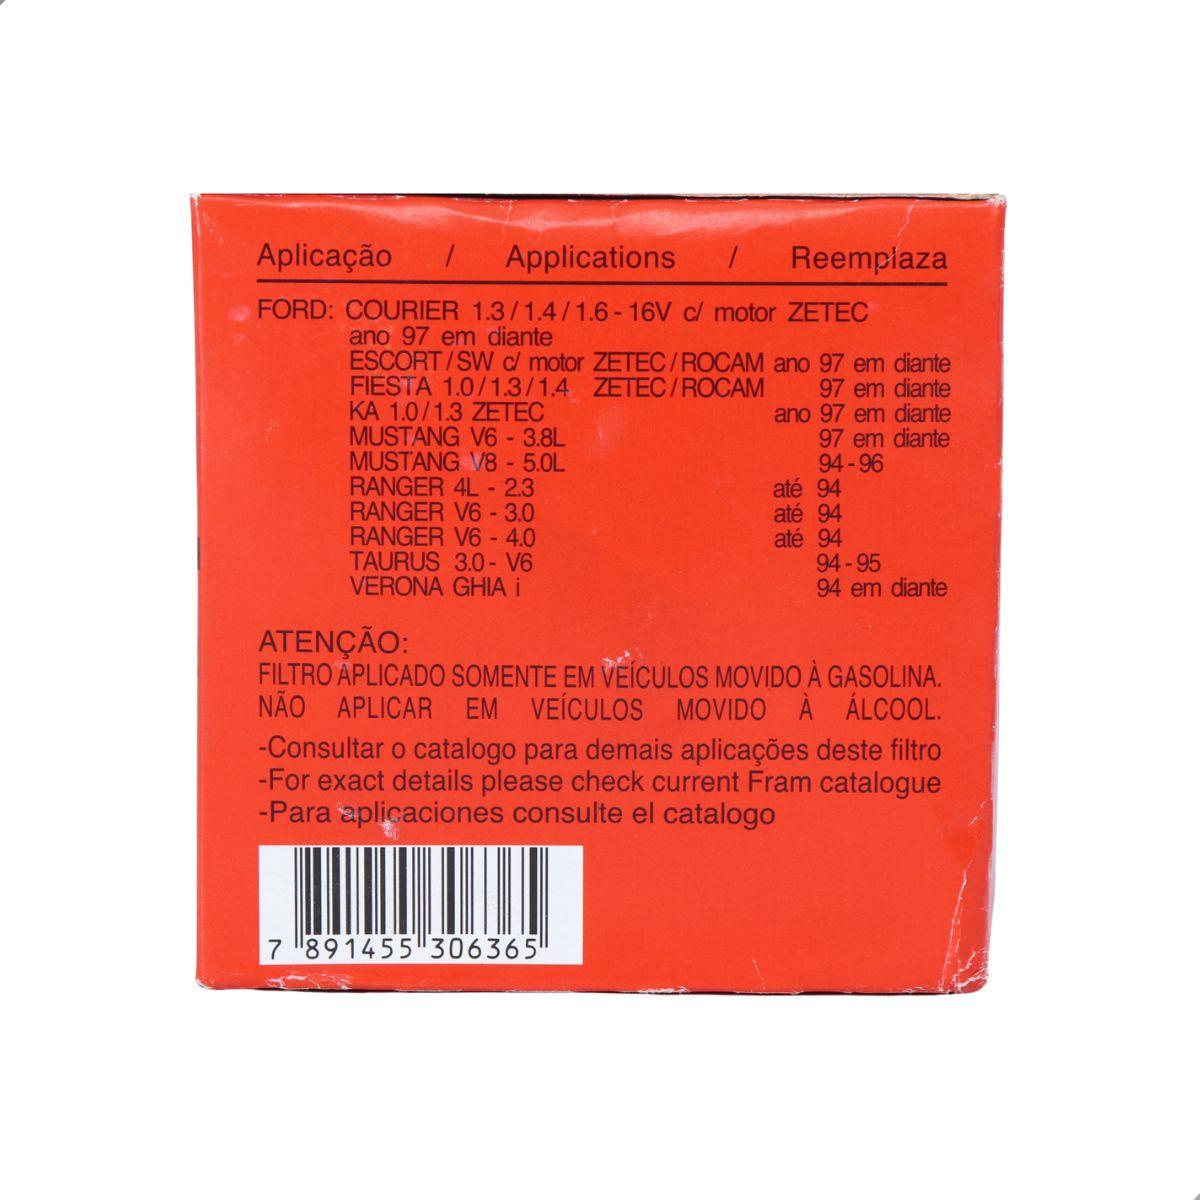 Aplicação / Applications / Reemplaza
FORD: COURIER 1.3 / 1.4 / 1.6 - 16V c/ motor ZETEC
ano 97 em diante
ESCORT / SW c/ motor ZETEC / ROCAM ano 97 em diante
FIESTA 1.0 / 1.3 / 1.4 ZETEC / ROCAM 97 em diante
KA 1.0 / 1.3 ZETEC ano 97 em diante
MUSTANG V6 - 3.8L 97 em diante
MUSTANG V8 - 5.0L 94 - 96
RANGER 4L - 2.3 até 94
RANGER V6 - 3.0 até 94
RANGER V6 - 4.0 até 94
TAURUS 3.0 - V6 94 - 95
VERONA GHIA i 94 em diante
ATENÇÃO:
FILTRO APLICADO SOMENTE EM VEÍCULOS MOVIDO À GASOLINA.
NÃO APLICAR EM VEÍCULOS MOVIDO À ÁLCOOL.
-Consultar o catalogo para demais aplicações deste filtro
-For exact details please check current Fram catalogue
-Para aplicaciones consulte el catalogo
7 891455 306365